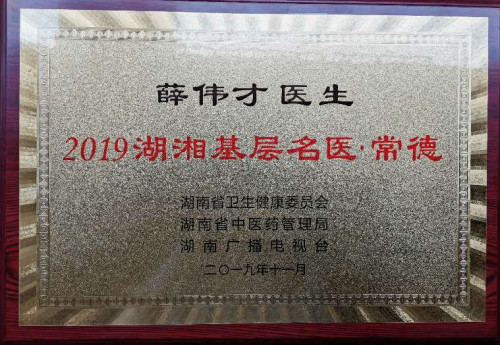 薛伟才医生
2019湖湘基层名医·常德
湖南省卫生健康委员会
湖南省中医药管理局
湖南广播电视台
二〇一九年十一月